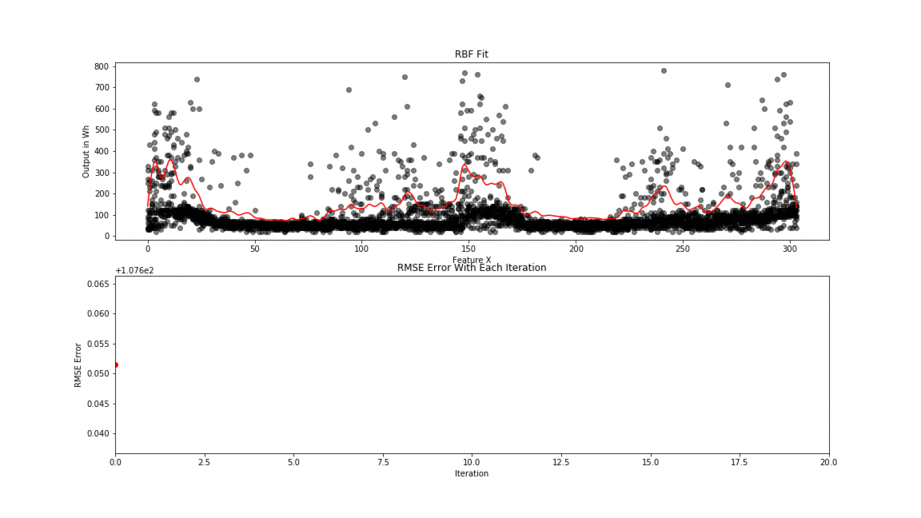 RBF Fit
800
700
600
500
400
300
200
100
0
Output in Wh
0 50 100 150 200 250 300
Feature X
RMSE Error With Each Iteration
+1.076e2
0.065
0.060
0.055
0.050
0.045
0.040
RMSE Error
0.0 2.5 5.0 7.5 10.0 12.5 15.0 17.5 20.0
Iteration